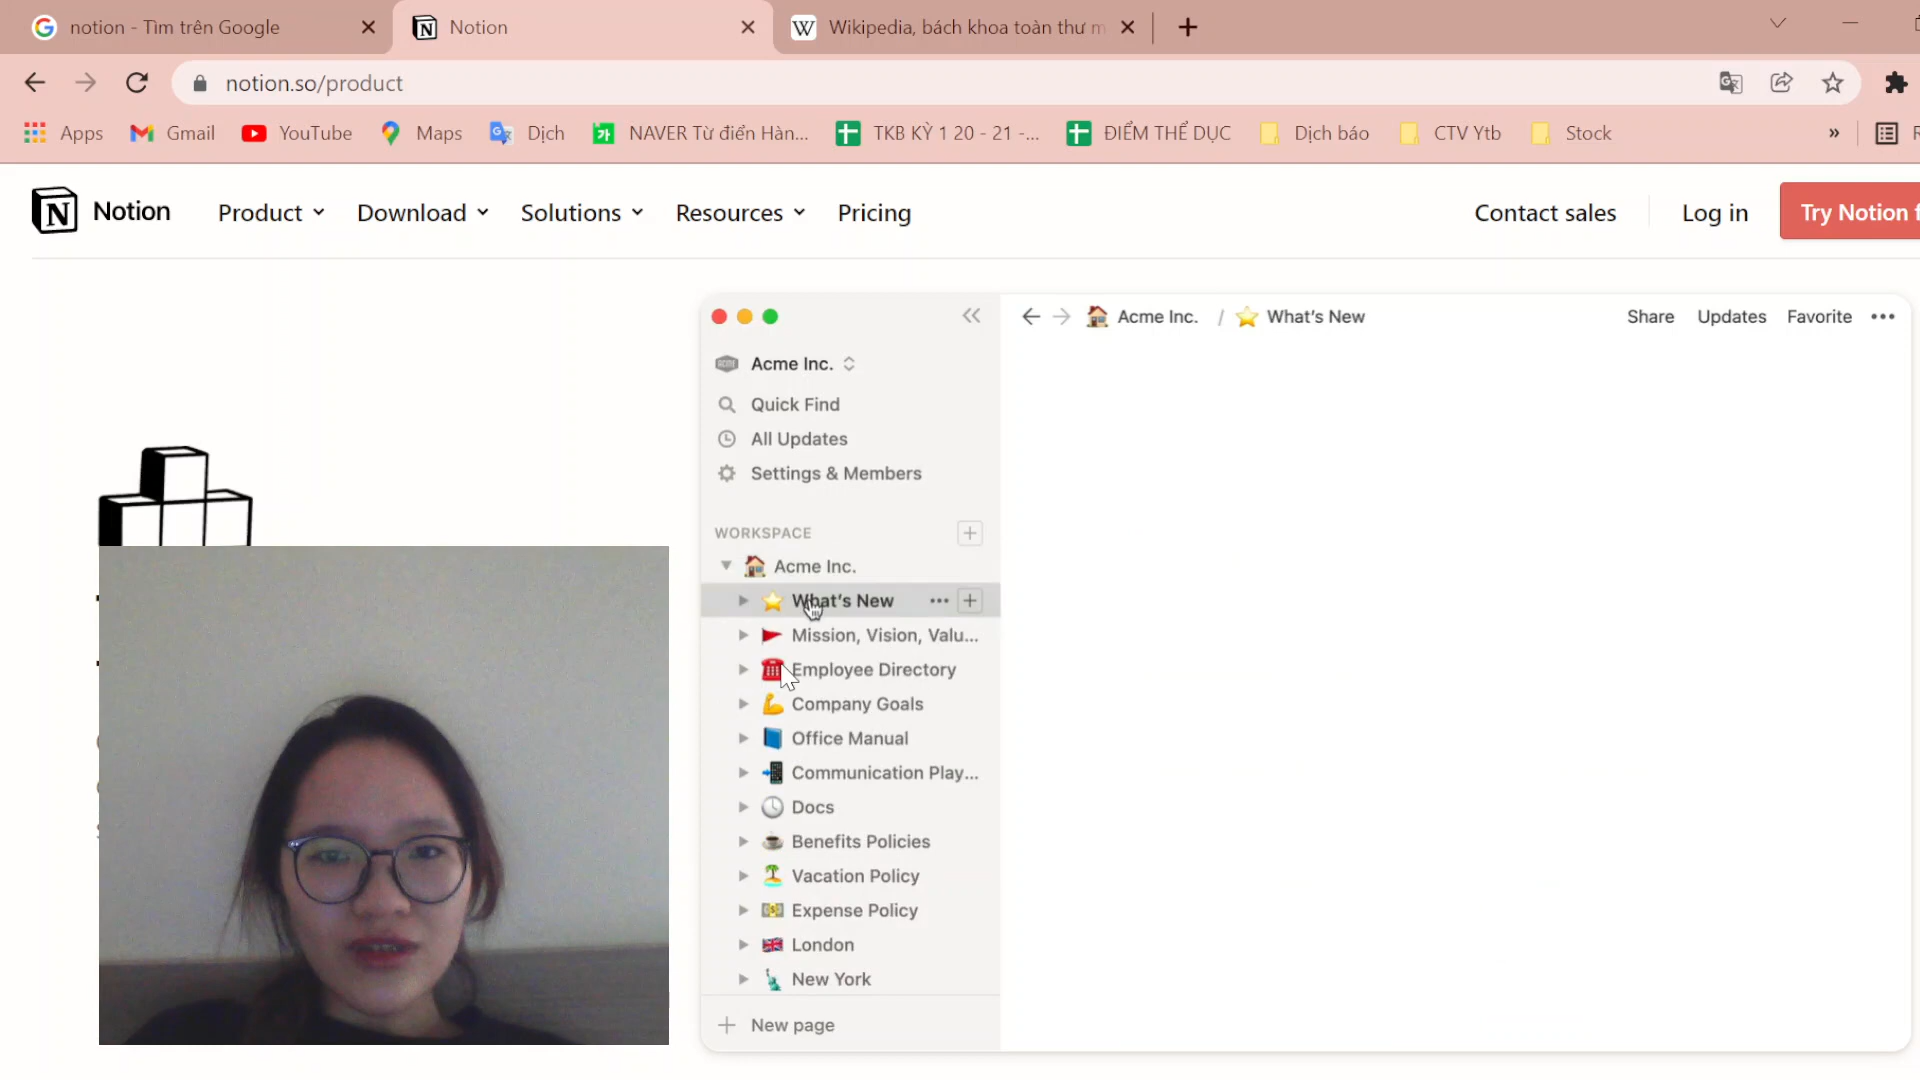 notion - Tìm trên Google
Notion
Wikipedia, bách khoa toàn thư m
notion.so/product
Apps
Gmail
YouTube
Maps
Dịch
NAVER Từ điển Hàn...
TKB KỲ 1 20 - 21 -...
ĐIỂM THỂ DỤC
Dịch báo
CTV Ytb
Stock
»
Notion
Product
Download
Solutions
Resources
Pricing
Contact sales
Log in
Try Notion f
Acme Inc. / What's New
Share
Updates
Favorite
Acme Inc.
Quick Find
All Updates
Settings & Members
WORKSPACE
Acme Inc.
What's New
Mission, Vision, Valu...
Employee Directory
Company Goals
Office Manual
Communication Play...
Docs
Benefits Policies
Vacation Policy
Expense Policy
London
New York
New page